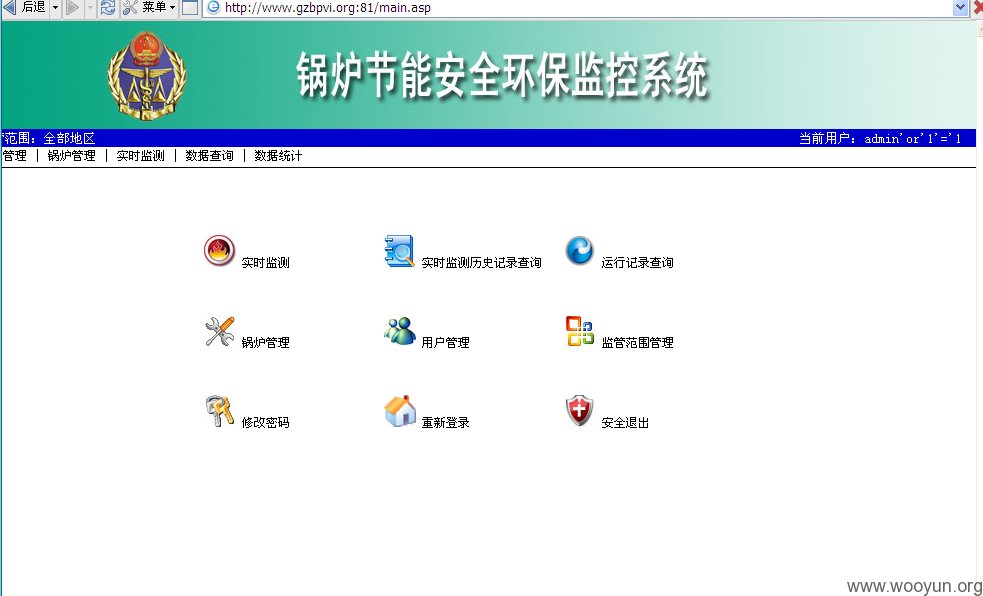 后退 菜单 http://www.gzbpvi.org:81/main.asp
锅炉节能安全环保监控系统
范围：全部地区 当前用户：admin'or'1'='1
管理 | 锅炉管理 | 实时监测 | 数据查询 | 数据统计
实时监测 实时监测历史记录查询 运行记录查询
锅炉管理 用户管理 监管范围管理
修改密码 重新登录 安全退出
www.wooyun.org